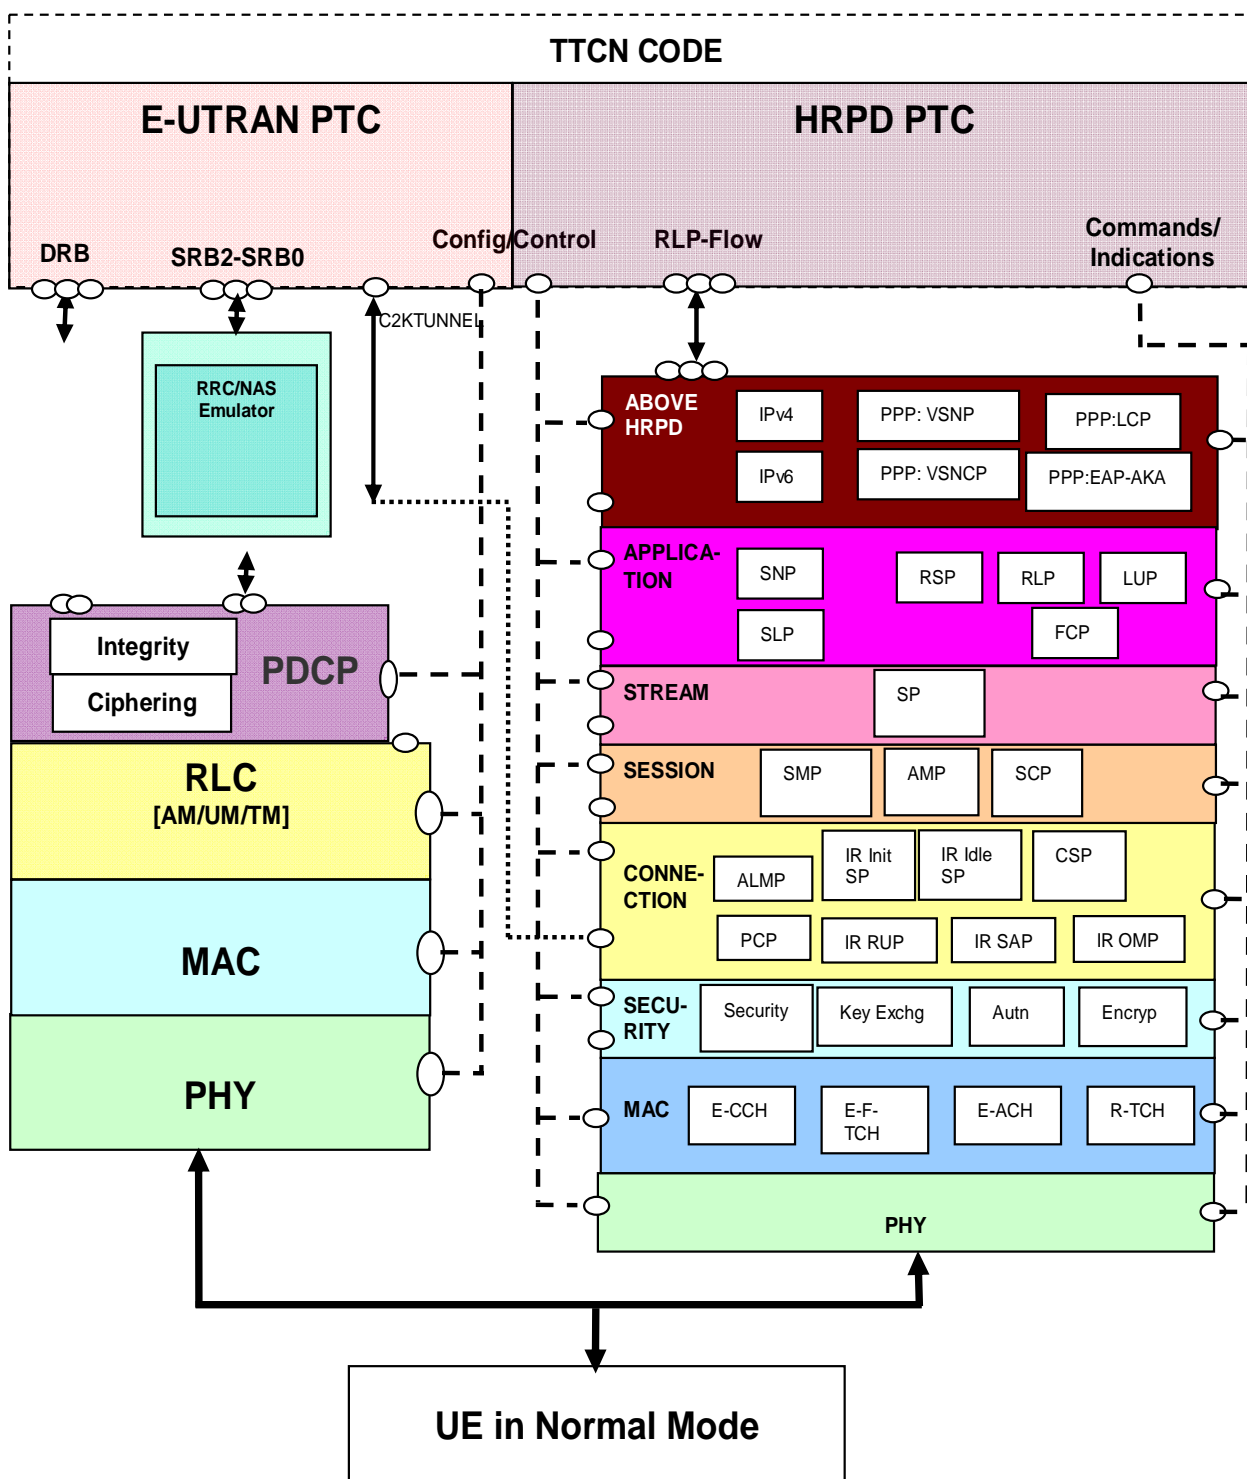 TTCN CODE
E-UTRAN PTC
HRPD PTC
DRB
SRB2-SRB0
Config/Control
RLP-Flow
Commands/
Indications
C2KTUNNEL
RRC/NAS
Emulator
ABOVE
HRPD
IPv4
PPP: VSNP
PPP:LCP
IPv6
PPP: VSNCP
PPP:EAP-AKA
APPLICA-
TION
SNP
RSP
RLP
LUP
SLP
FCP
Integrity
Ciphering
PDCP
STREAM
SP
RLC
[AM/UM/TM]
SESSION
SMP
AMP
SCP
CONNE-
CTION
ALMP
IR Init
SP
IR Idle
SP
CSP
PCP
IR RUP
IR SAP
IR OMP
MAC
SECU-
RITY
Security
Key Exchg
Autn
Encryp
PHY
MAC
E-CCH
E-F-
TCH
E-ACH
R-TCH
PHY
UE in Normal Mode